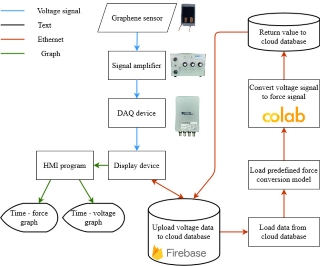 Voltage signal
Text
Ethernet
Graph
Graphene sensor
Signal amplifier
DAQ device
HMI program
Display device
Time - force
graph
Time - voltage
graph
Upload voltage data
to cloud database
Firebase
Return value to
cloud database
Convert voltage signal
to force signal
colab
Load predefined force
conversion model
Load data from
cloud database